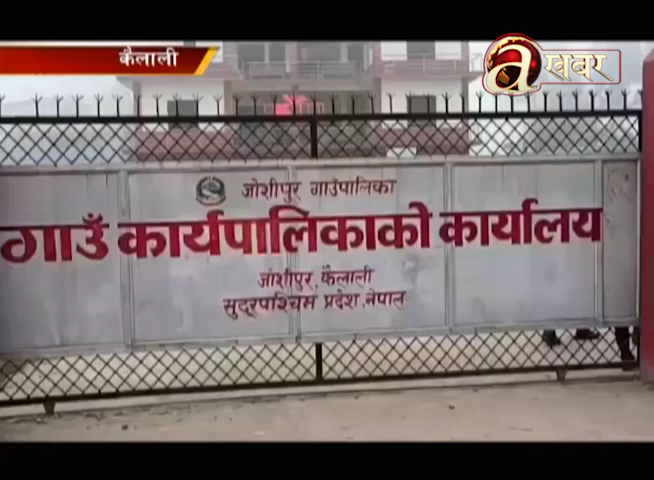 कैलाली
a खबर
जोशीपुर गाउँपालिका
गाउँ कार्यपालिकाको कार्यालय
जोशीपुर, कैलाली
सुदूरपश्चिम प्रदेश, नेपाल